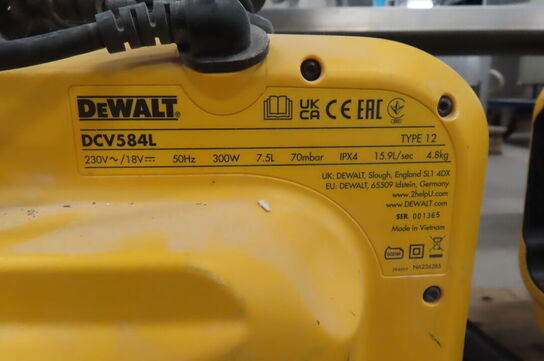 DEWALT
UK CA CE EAC
DCV584L TYPE 12
230V~/18V⎓ 50Hz 300W 7.5L 70mbar IPX4 15.9L/sec 4.8kg
UK: DEWALT, Slough, England SL1 4DX
EU: DEWALT, 65509 Idstein, Germany
www.2helpU.com
www.DEWALT.com
SER. 001365
Made in Vietnam
NA236285